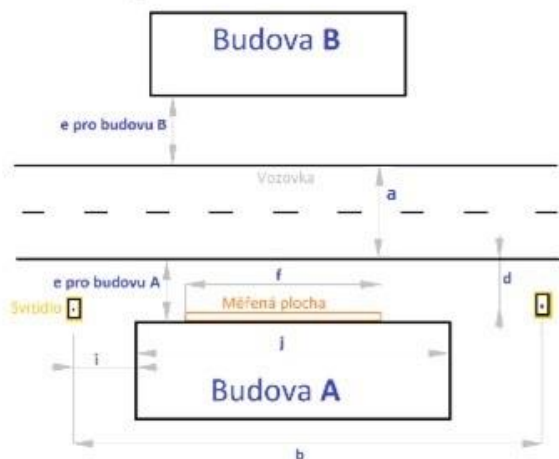 Budova B
e pro budovu B
Vozovka
a
e pro budovu A
f
d
Svítidlo
Měřená plocha
i
j
Budova A
b